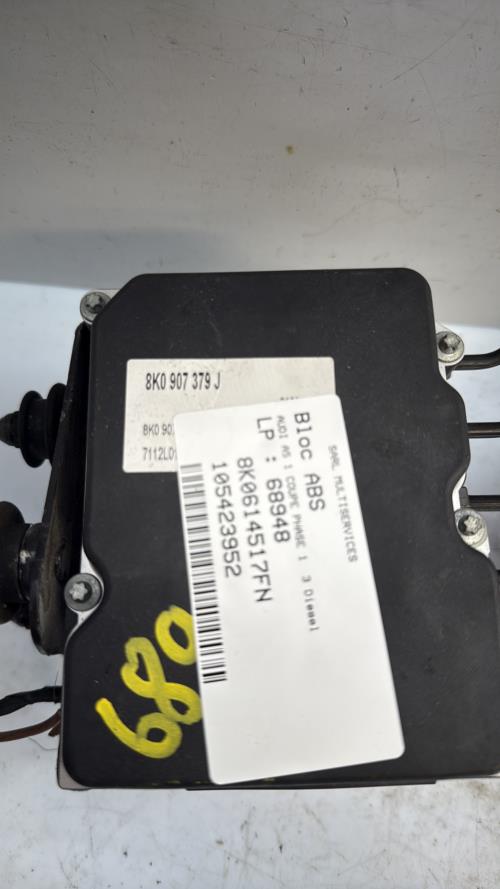 8K0 907 379 J
8K0 90
7112L0
SARL MULTISERVICES
Bloc ABS
AUDI A5 1 COUPE PHASE 1 3 Diesel
LP : 68948
8K0614517FN
105423952
680